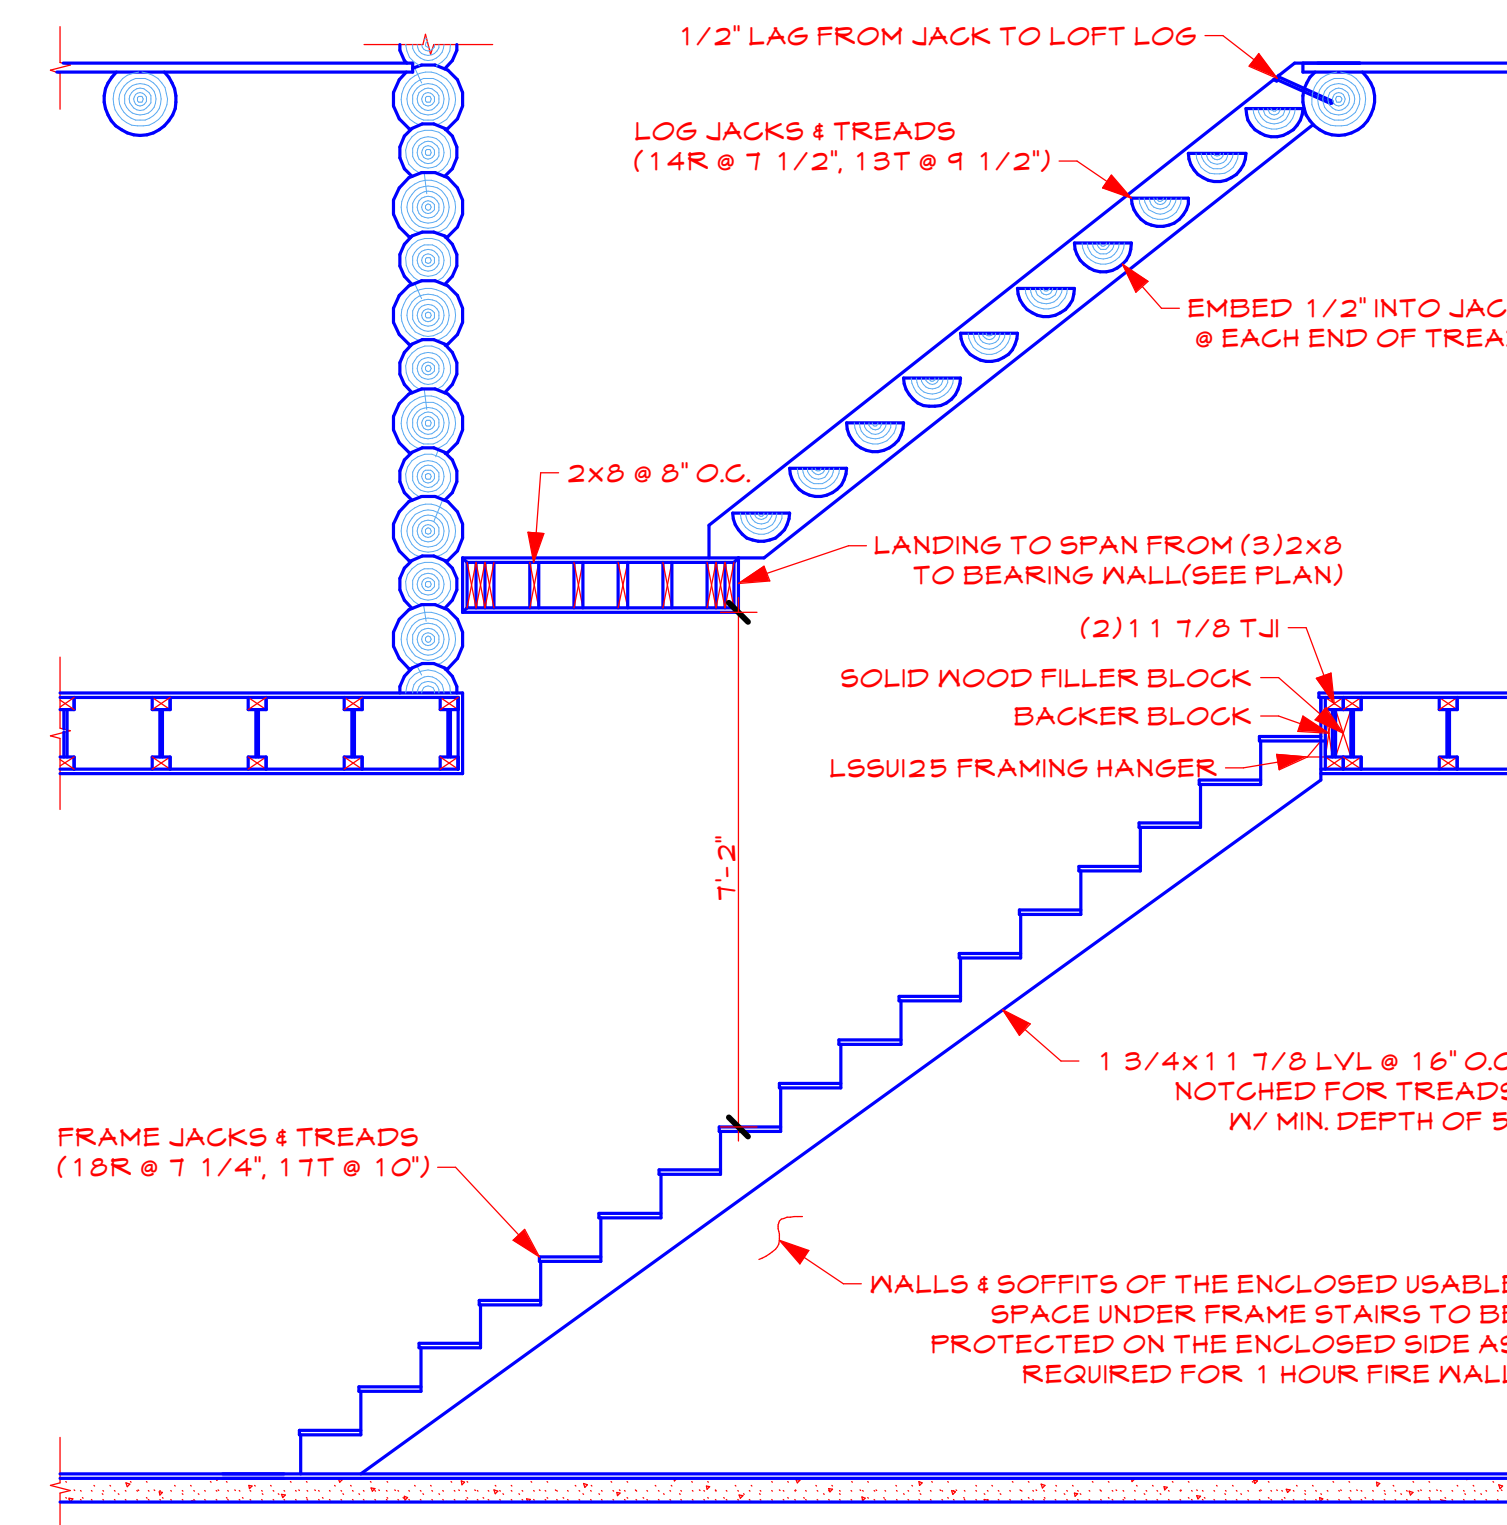 1/2" LAG FROM JACK TO LOFT LOG
LOG JACKS & TREADS
(14R @ 7 1/2", 13T @ 9 1/2")
EMBED 1/2" INTO JAC
@ EACH END OF TREA
2x8 @ 8" O.C.
LANDING TO SPAN FROM (3)2x8
TO BEARING WALL(SEE PLAN)
(2)11 7/8 TJI
SOLID WOOD FILLER BLOCK
BACKER BLOCK
LSSUI25 FRAMING HANGER
7'-2"
1 3/4x11 7/8 LVL @ 16" O.C
NOTCHED FOR TREADS
W/ MIN. DEPTH OF 5
FRAME JACKS & TREADS
(18R @ 7 1/4", 17T @ 10")
WALLS & SOFFITS OF THE ENCLOSED USABLE
SPACE UNDER FRAME STAIRS TO BE
PROTECTED ON THE ENCLOSED SIDE AS
REQUIRED FOR 1 HOUR FIRE WALL